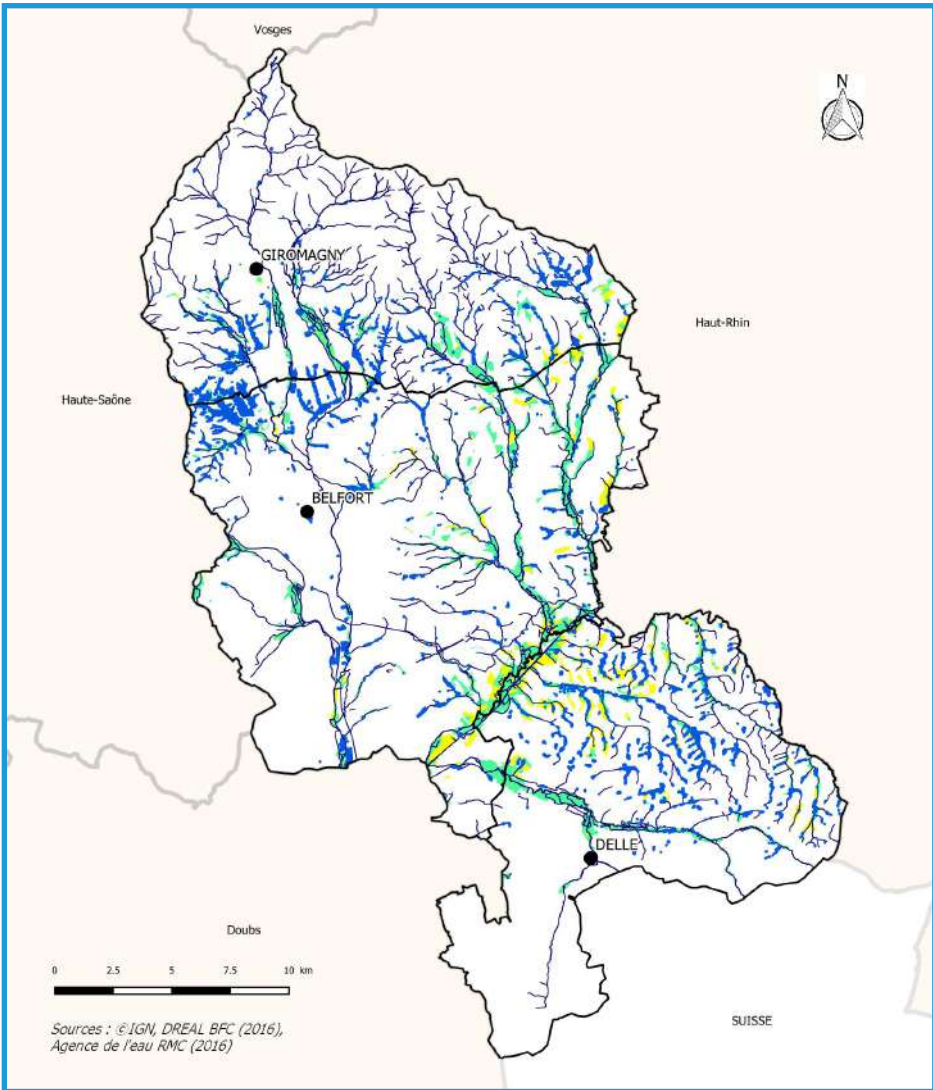 Vosges
N
GIROMAGNY
Haut-Rhin
Haute-Saône
BELFORT
DELLE
Doubs
0 2.5 5 7.5 10 km
Sources : ©IGN, DREAL BFC (2016),
Agence de l'eau RMC (2016)
SUISSE